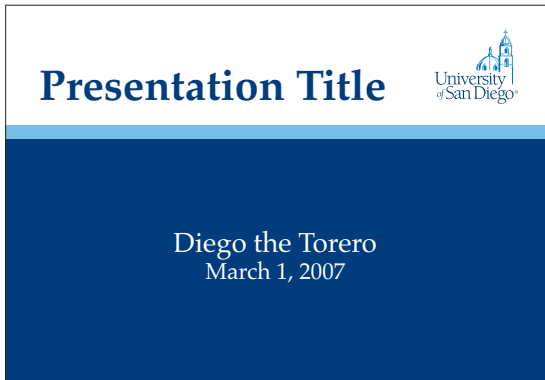 Presentation Title
University
of San Diego®
Diego the Torero
March 1, 2007